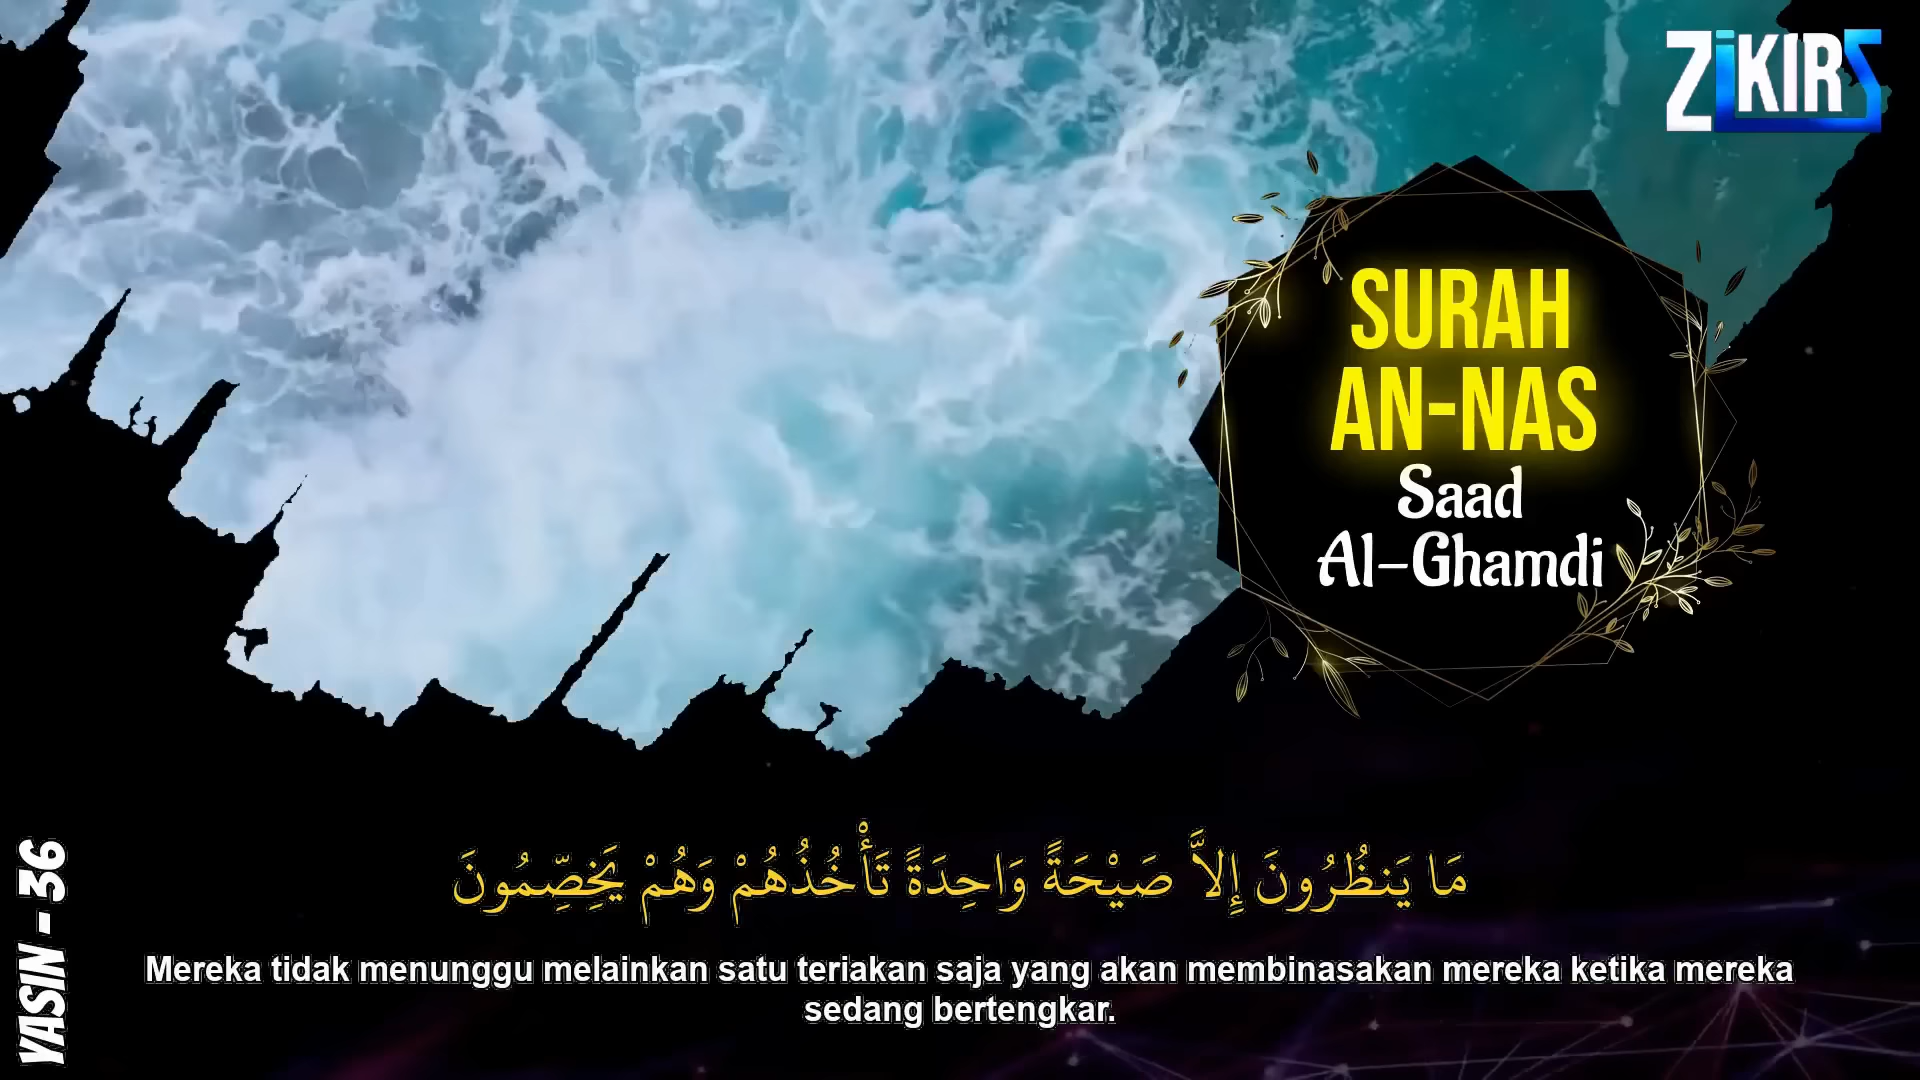 ZiKIRS
SURAH
AN-NAS
Saad
Al-Ghamdi
مَا يَنظُرُونَ إِلاَّ صَيْحَةً وَاحِدَةً تَأْخُذُهُمْ وَهُمْ يَخِصِّمُونَ
Mereka tidak menunggu melainkan satu teriakan saja yang akan membinasakan mereka ketika mereka
sedang bertengkar.
YASIN - 36